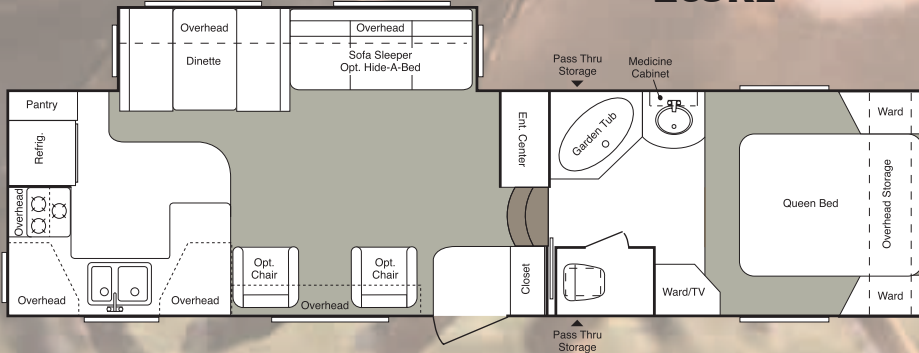 Overhead
Dinette
Overhead
Sofa Sleeper
Opt. Hide-A-Bed
Pass Thru
Storage
Medicine
Cabinet
Pantry
Refrig.
Ent. Center
Garden Tub
Ward
Overhead
Queen Bed
Overhead Storage
Opt.
Chair
Opt.
Chair
Closet
Overhead
Overhead
Overhead
Ward/TV
Ward
Pass Thru
Storage